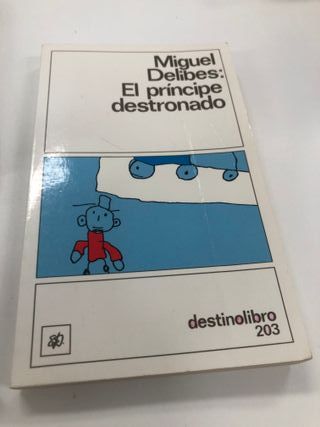 Miguel
Delibes:
El príncipe
destronado
destinolibro
203